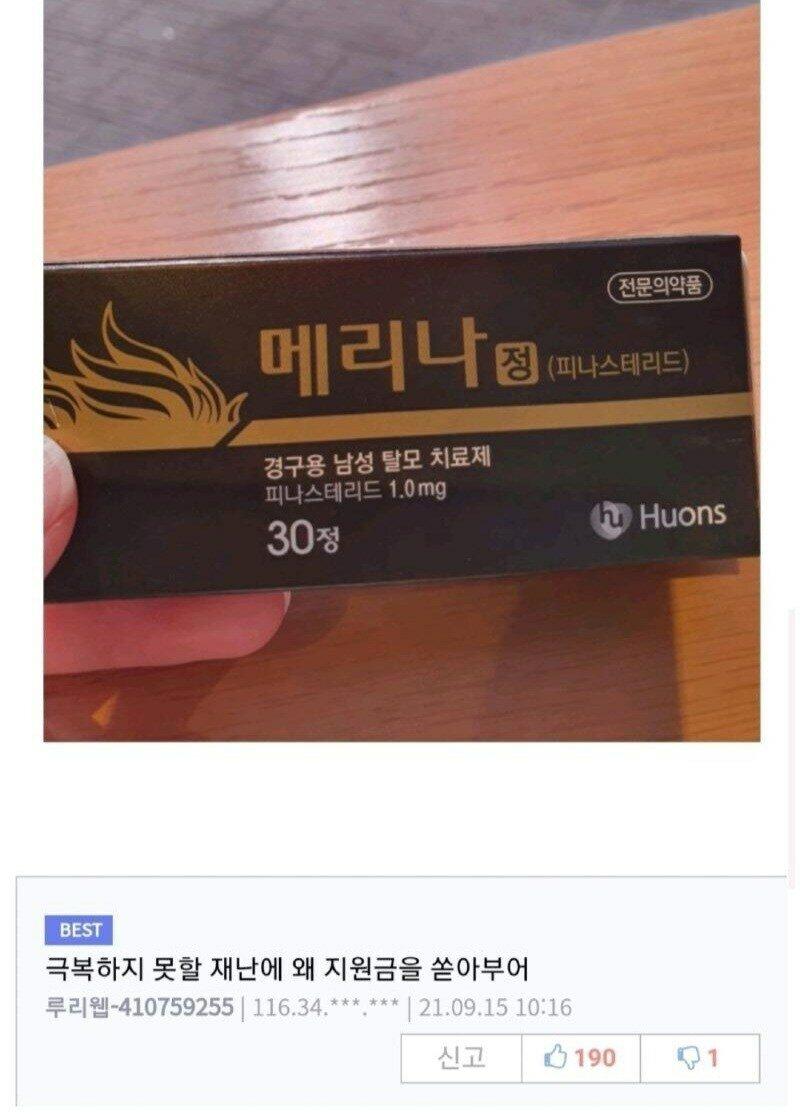 전문의약품
메리나정 (피나스테리드)
경구용 남성 탈모 치료제
피나스테리드 1.0mg
30정
hu Huons
BEST
극복하지 못할 재난에 왜 지원금을 쏟아부어
루리웹-410759255 | 116.34.***.*** | 21.09.15 10:16
신고 190 1